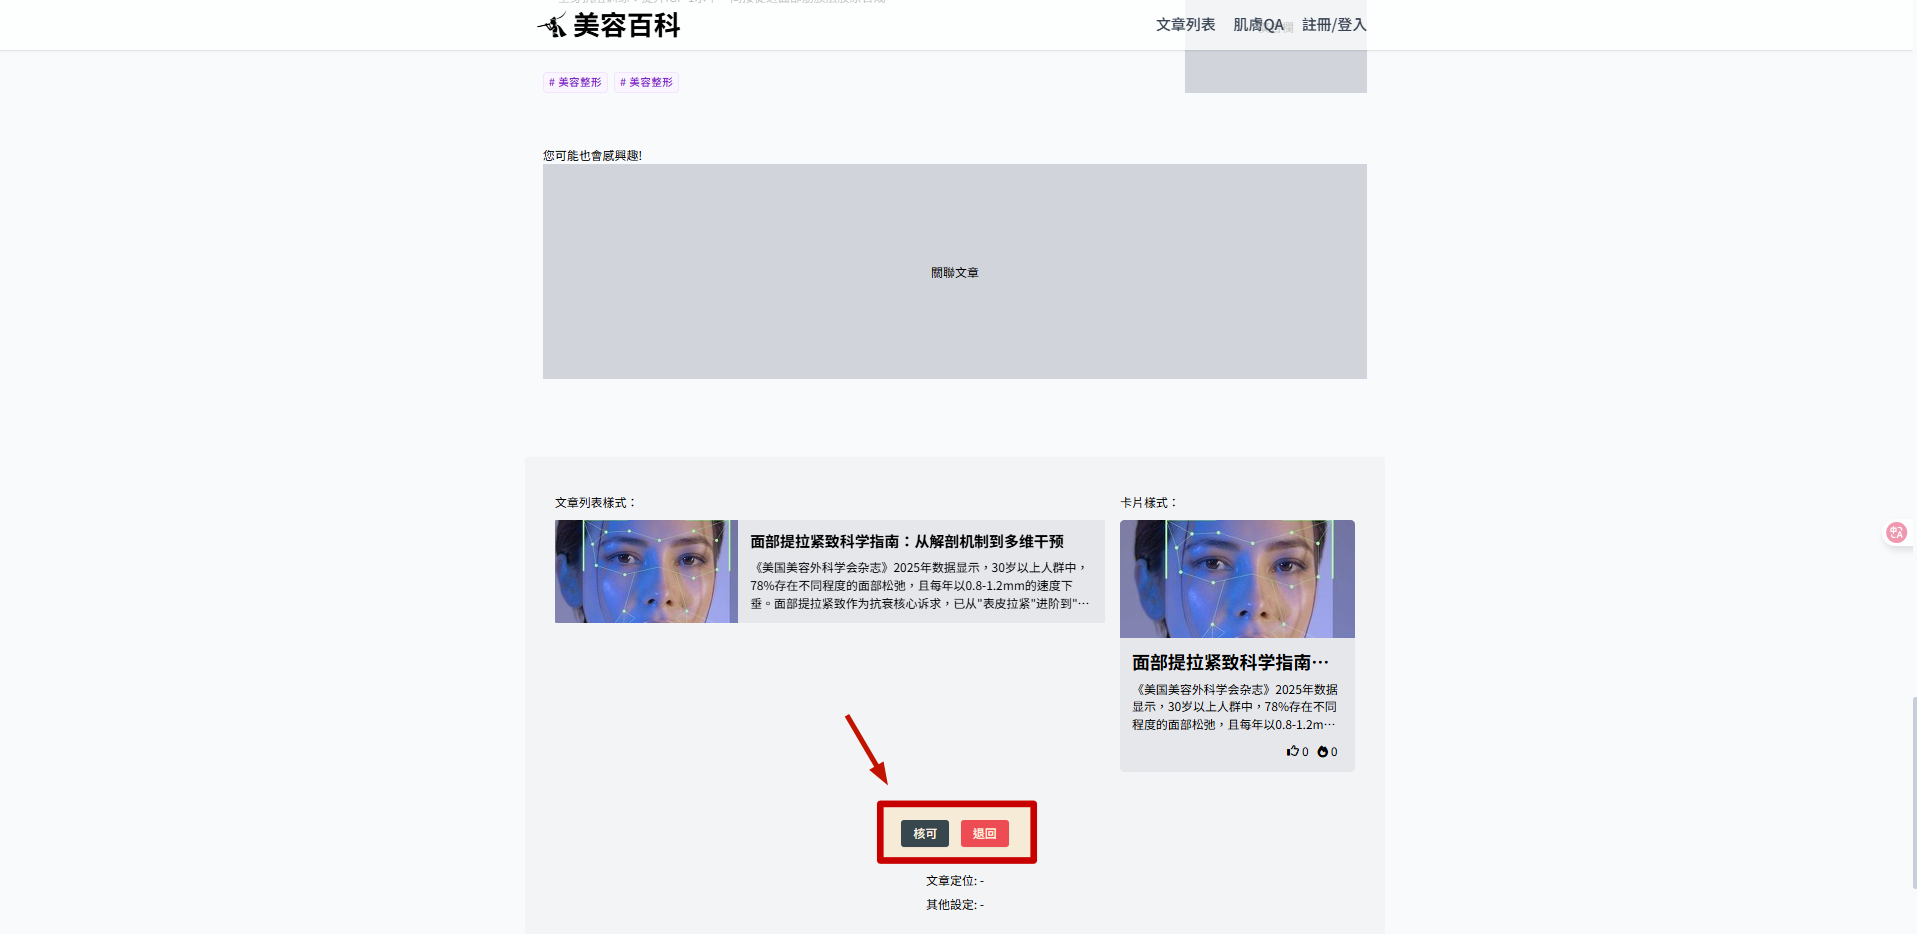 美容百科
文章列表 肌膚QA 註冊/登入
# 美容整形 # 美容整形
您可能也會感興趣!
關聯文章
文章列表樣式：
面部提拉紧致科学指南：从解剖机制到多维干预
《美国美容外科学会杂志》2025年数据显示，30岁以上人群中，
78%存在不同程度的面部松弛，且每年以0.8-1.2mm的速度下
垂。面部提拉紧致作为抗衰核心诉求，已从"表皮拉紧"进阶到"…
卡片樣式：
面部提拉紧致科学指南…
《美国美容外科学会杂志》2025年数据
显示，30岁以上人群中，78%存在不同
程度的面部松弛，且每年以0.8-1.2m…
0 0
核可 退回
文章定位: -
其他設定: -